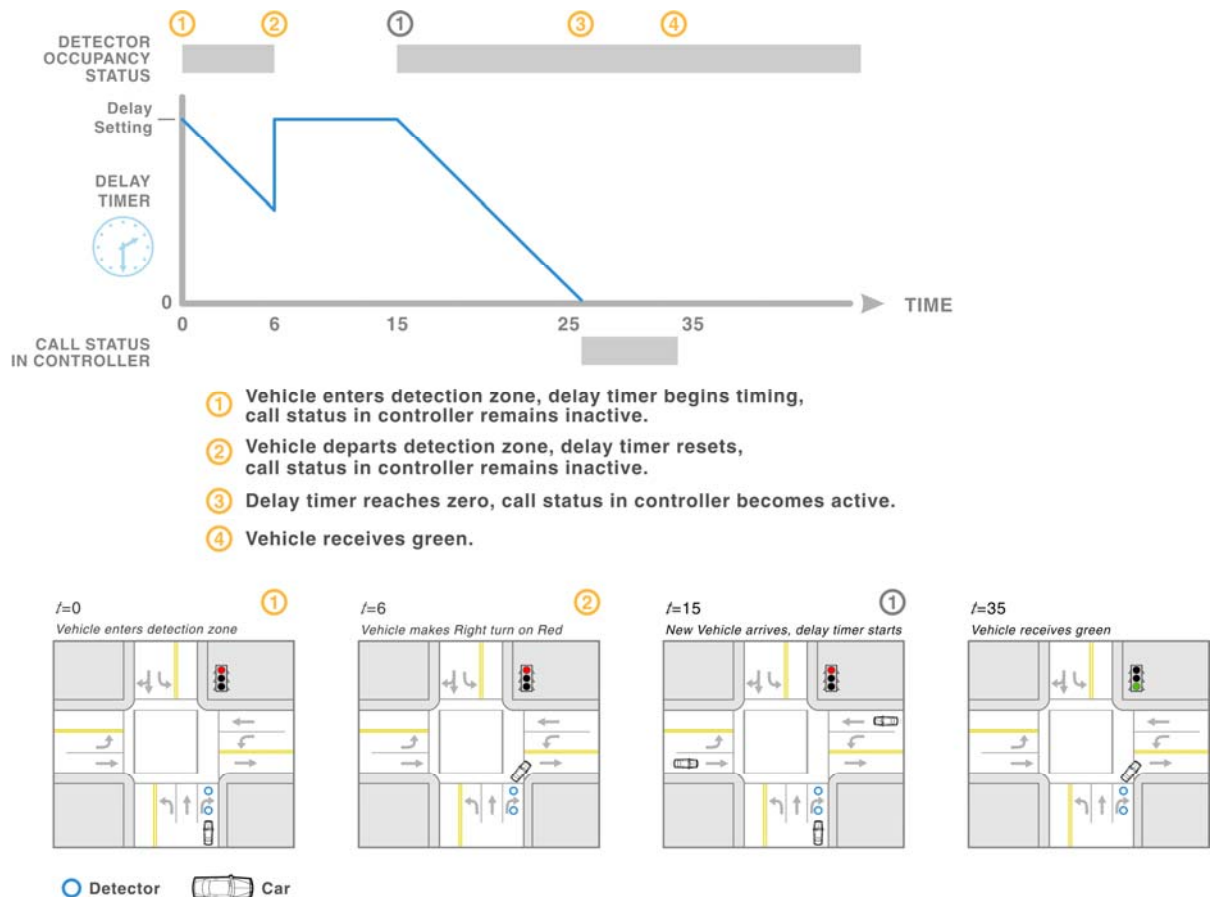 1 2 1 3 4
DETECTOR
OCCUPANCY
STATUS
Delay
Setting
DELAY
TIMER
0
0 6 15 25 35
TIME
CALL STATUS
IN CONTROLLER
1 Vehicle enters detection zone, delay timer begins timing,
call status in controller remains inactive.
2 Vehicle departs detection zone, delay timer resets,
call status in controller remains inactive.
3 Delay timer reaches zero, call status in controller becomes active.
4 Vehicle receives green.
t=0 1
Vehicle enters detection zone
t=6 2
Vehicle makes Right turn on Red
t=15 1
New Vehicle arrives, delay timer starts
t=35
Vehicle receives green
Detector Car